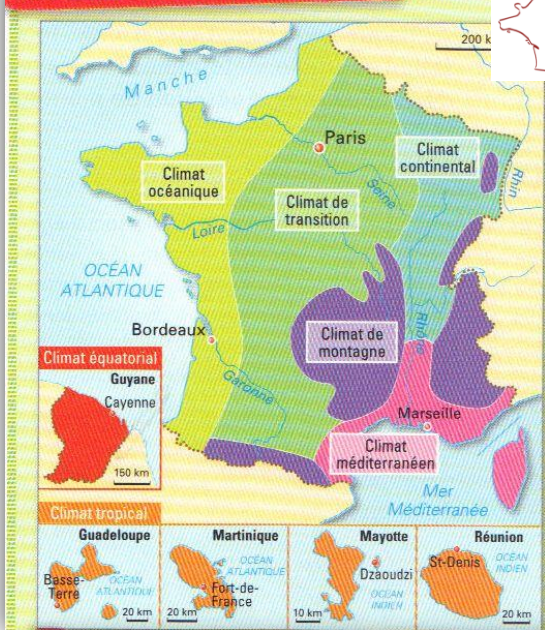 200 k
Manche
Paris
Climat
continental
Climat
océanique
Rhin
Seine
Climat de
transition
Loire
OCÉAN
ATLANTIQUE
Bordeaux
Climat de
montagne
Rhône
Climat équatorial
Guyane
Cayenne
Garonne
Marseille
Climat
méditerranéen
150 km
Mer
Méditerranée
Climat tropical
Guadeloupe
Basse-
Terre
OCÉAN
ATLANTIQUE
20 km
Martinique
OCÉAN
ATLANTIQUE
Fort-de-
France
20 km
Mayotte
Dzaoudzi
OCÉAN
INDIEN
10 km
Réunion
St-Denis
OCÉAN
INDIEN
20 km